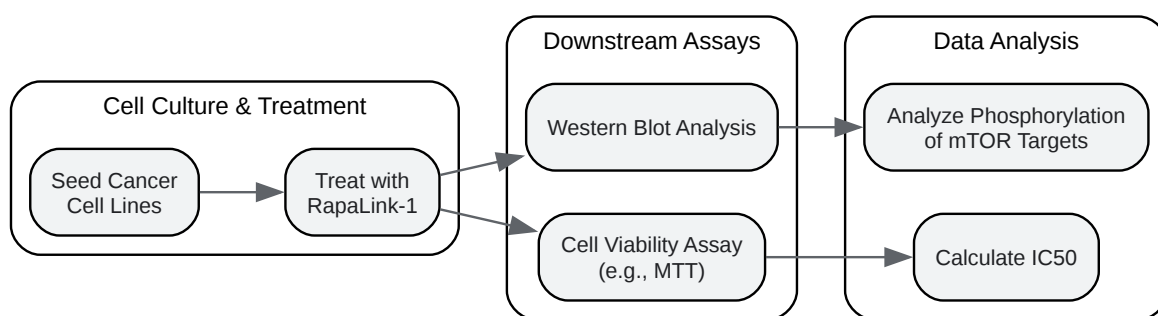 Cell Culture & Treatment
Seed Cancer
Cell Lines
Treat with
RapaLink-1
Downstream Assays
Western Blot Analysis
Cell Viability Assay
(e.g., MTT)
Data Analysis
Analyze Phosphorylation
of mTOR Targets
Calculate IC50